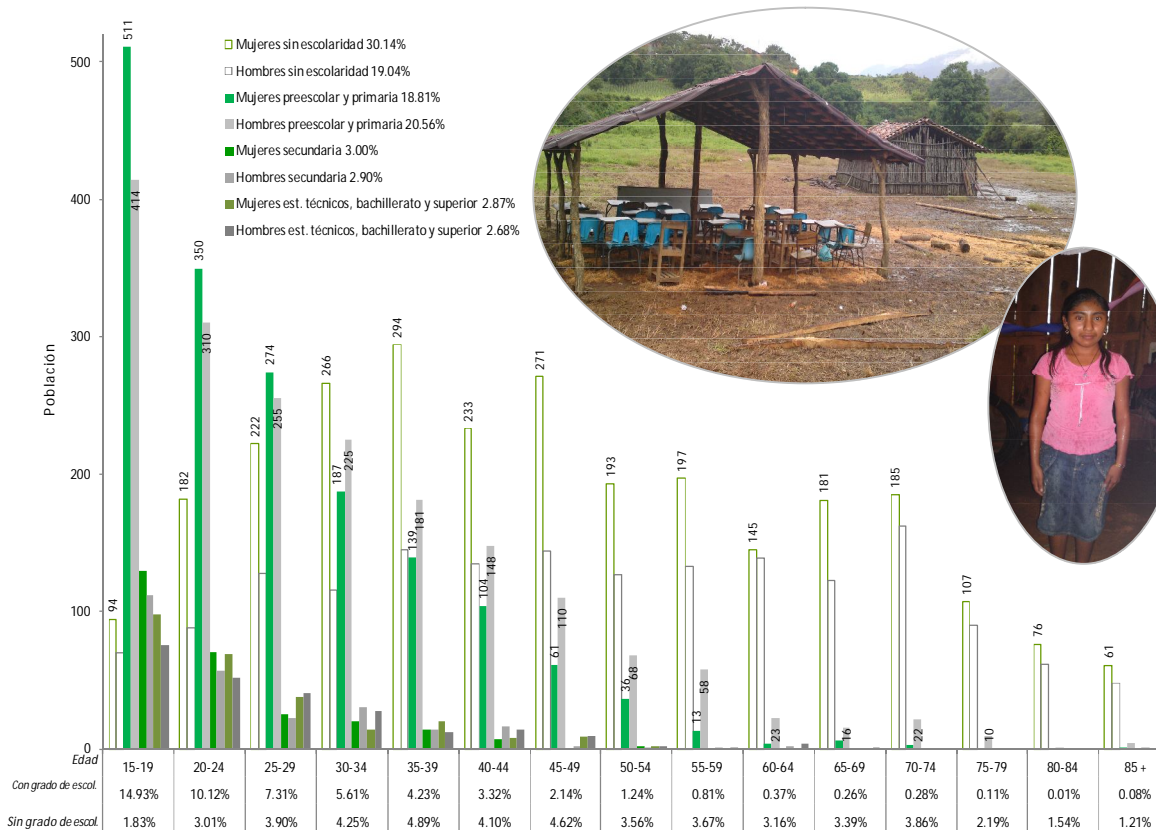 Mujeres sin escolaridad 30.14%
Hombres sin escolaridad 19.04%
Mujeres preescolar y primaria 18.81%
Hombres preescolar y primaria 20.56%
Mujeres secundaria 3.00%
Hombres secundaria 2.90%
Mujeres est. técnicos, bachillerato y superior 2.87%
Hombres est. técnicos, bachillerato y superior 2.68%
Población
500
400
300
200
100
0
94 511 414
182 350 310
222 274 255
266 187 225
294 139 181
233 104 148
271 61 110
193 36 68
197 13 58
145 23
181 16
185 22
107 10
76
61
Edad 15-19 20-24 25-29 30-34 35-39 40-44 45-49 50-54 55-59 60-64 65-69 70-74 75-79 80-84 85 +
Con grado de escol. 14.93% 10.12% 7.31% 5.61% 4.23% 3.32% 2.14% 1.24% 0.81% 0.37% 0.26% 0.28% 0.11% 0.01% 0.08%
Sin grado de escol. 1.83% 3.01% 3.90% 4.25% 4.89% 4.10% 4.62% 3.56% 3.67% 3.16% 3.39% 3.86% 2.19% 1.54% 1.21%